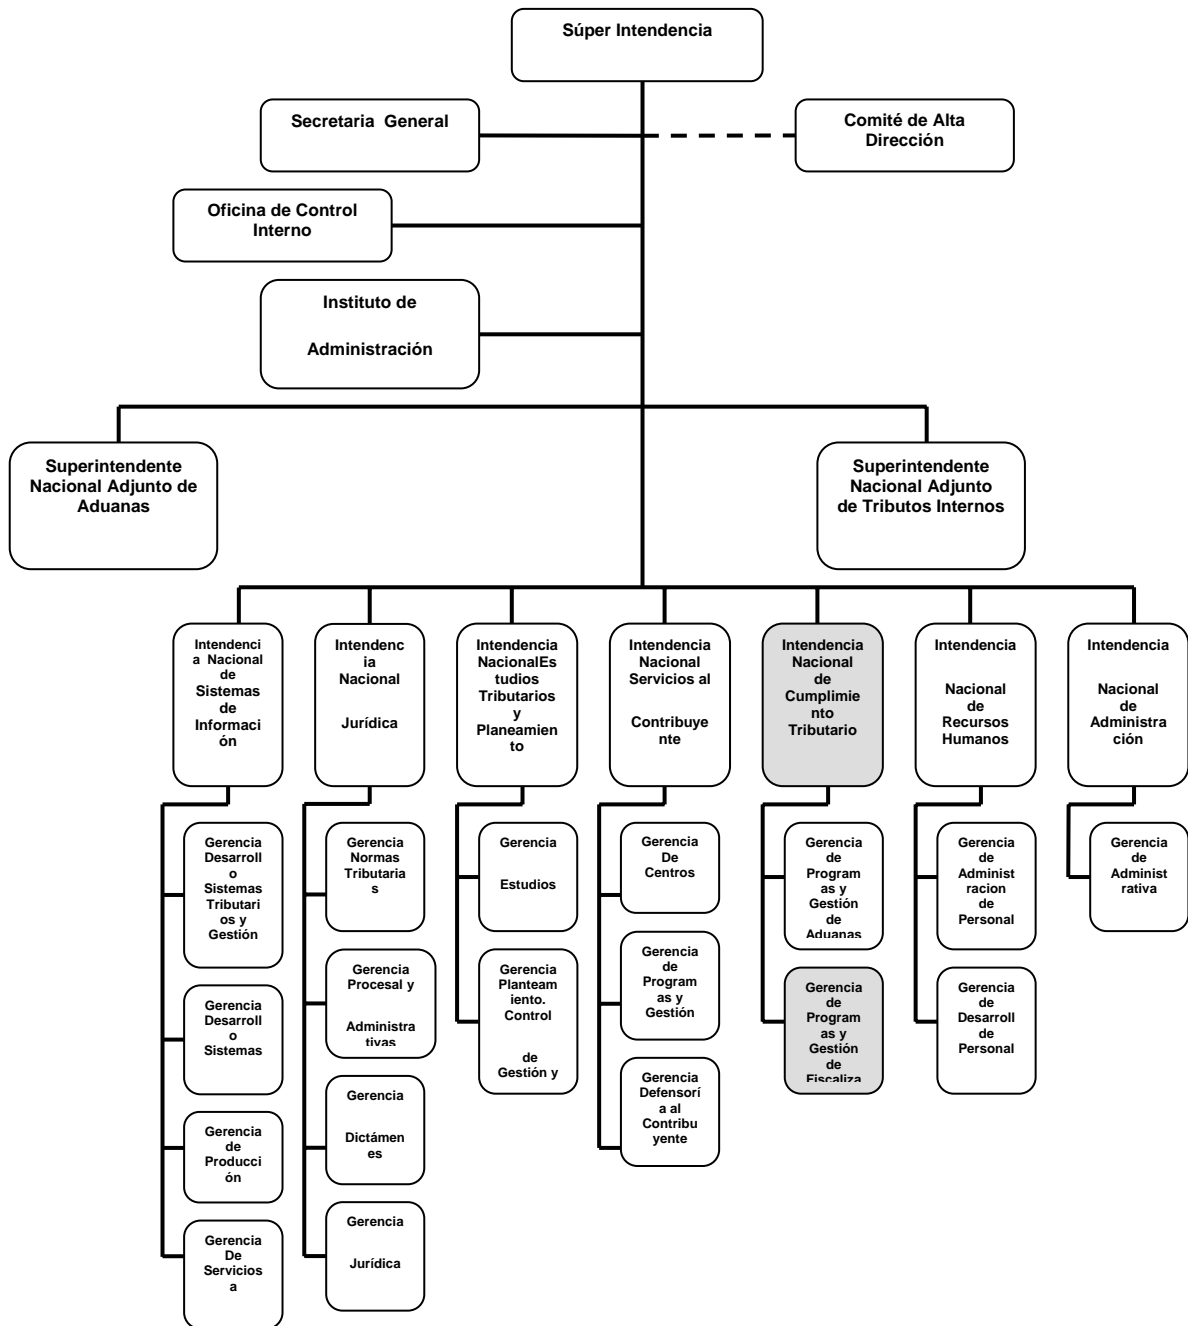 Súper Intendencia
Secretaria General
Comité de Alta
Dirección
Oficina de Control
Interno
Instituto de
Administración
Superintendente
Nacional Adjunto de
Aduanas
Superintendente
Nacional Adjunto
de Tributos Internos
Intendenci
a Nacional
de
Sistemas
de
Informaci
ón
Intendenc
ia
Nacional
Jurídica
Intendencia
NacionalEs
tudios
Tributarios
y
Planeamien
to
Intendencia
Nacional
Servicios al
Contribuye
nte
Intendencia
Nacional
de
Cumplimie
nto
Tributario
Intendencia
Nacional
de
Recursos
Humanos
Intendencia
Nacional
de
Administra
ción
Gerencia
Desarroll
o
Sistemas
Tributari
os y
Gestión
Gerencia
Desarroll
o
Sistemas
Gerencia
de
Producci
ón
Gerencia
De
Servicios
a
Gerencia
Normas
Tributaria
s
Gerencia
Procesal y
Administra
tivas
Gerencia
Dictámen
es
Gerencia
Jurídica
Gerencia
Estudios
Gerencia
Planteam
iento.
Control
de
Gestión y
Gerencia
De
Centros
Gerencia
de
Program
as y
Gestión
Gerencia
Defensorí
a al
Contribu
yente
Gerencia
de
Program
as y
Gestión
de
Aduanas
Gerencia
de
Program
as y
Gestión
de
Fiscaliza
Gerencia
de
Administ
racion
de
Personal
Gerencia
de
Desarroll
de
Personal
Gerencia
de
Administ
rativa